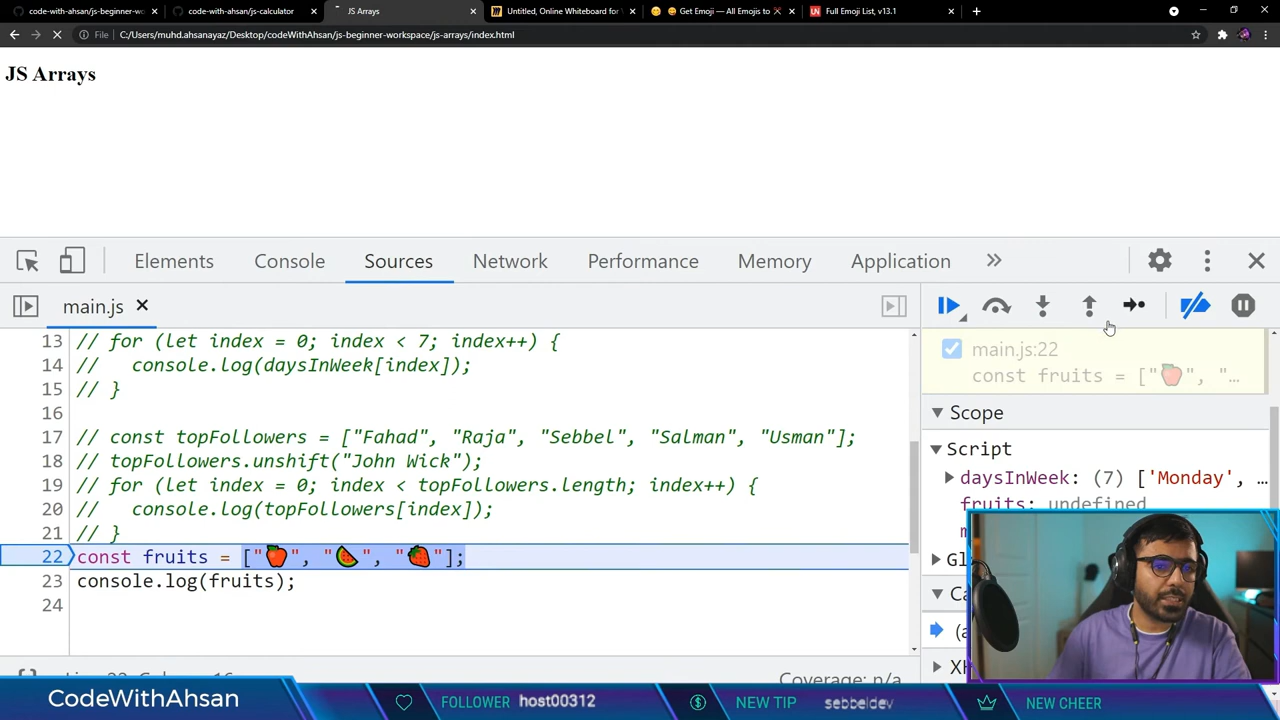 code-with-ahsan/js-beginner-wo
code-with-ahsan/js-calculator
JS Arrays
Untitled, Online Whiteboard for
Get Emoji — All Emojis to
Full Emoji List, v13.1
File
C:/Users/muhd.ahsanayaz/Desktop/codeWithAhsan/js-beginner-workspace/js-arrays/index.html
JS Arrays
Elements Console Sources Network Performance Memory Application
main.js
13 // for (let index = 0; index < 7; index++) {
14 // console.log(daysInWeek[index]);
15 // }
16
17 // const topFollowers = ["Fahad", "Raja", "Sebbel", "Salman", "Usman"];
18 // topFollowers.unshift("John Wick");
19 // for (let index = 0; index < topFollowers.length; index++) {
20 // console.log(topFollowers[index]);
21 // }
22 const fruits = ["🍎", "🍉", "🍓"];
23 console.log(fruits);
24
main.js:22
const fruits = ["🍎", "…
Scope
Script
daysInWeek: (7) ['Monday', …
fruits: undefined
CodeWithAhsan
FOLLOWER host00312
NEW TIP sebbeldev
NEW CHEER